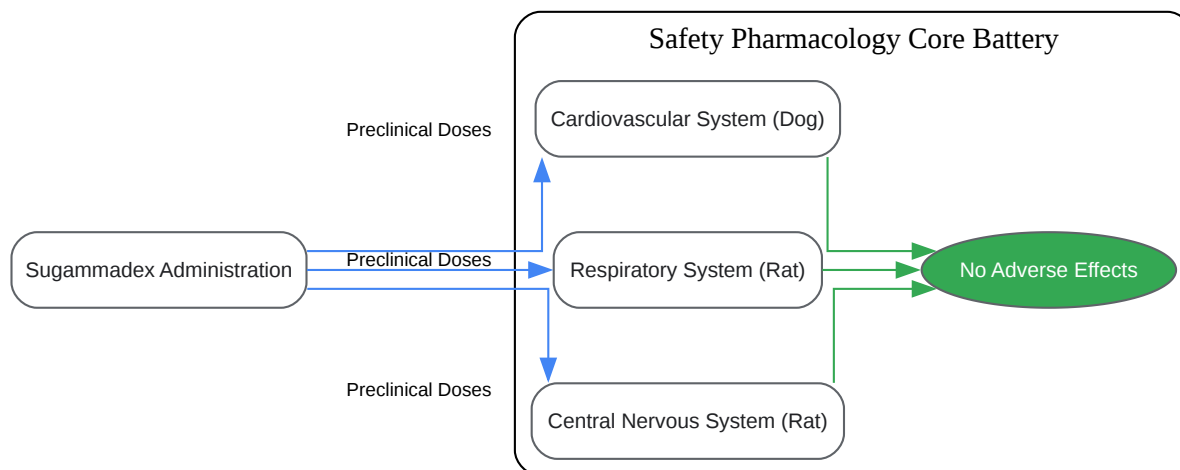 Safety Pharmacology Core Battery
Preclinical Doses
Cardiovascular System (Dog)
Sugammadex Administration
Preclinical Doses
Respiratory System (Rat)
No Adverse Effects
Preclinical Doses
Central Nervous System (Rat)